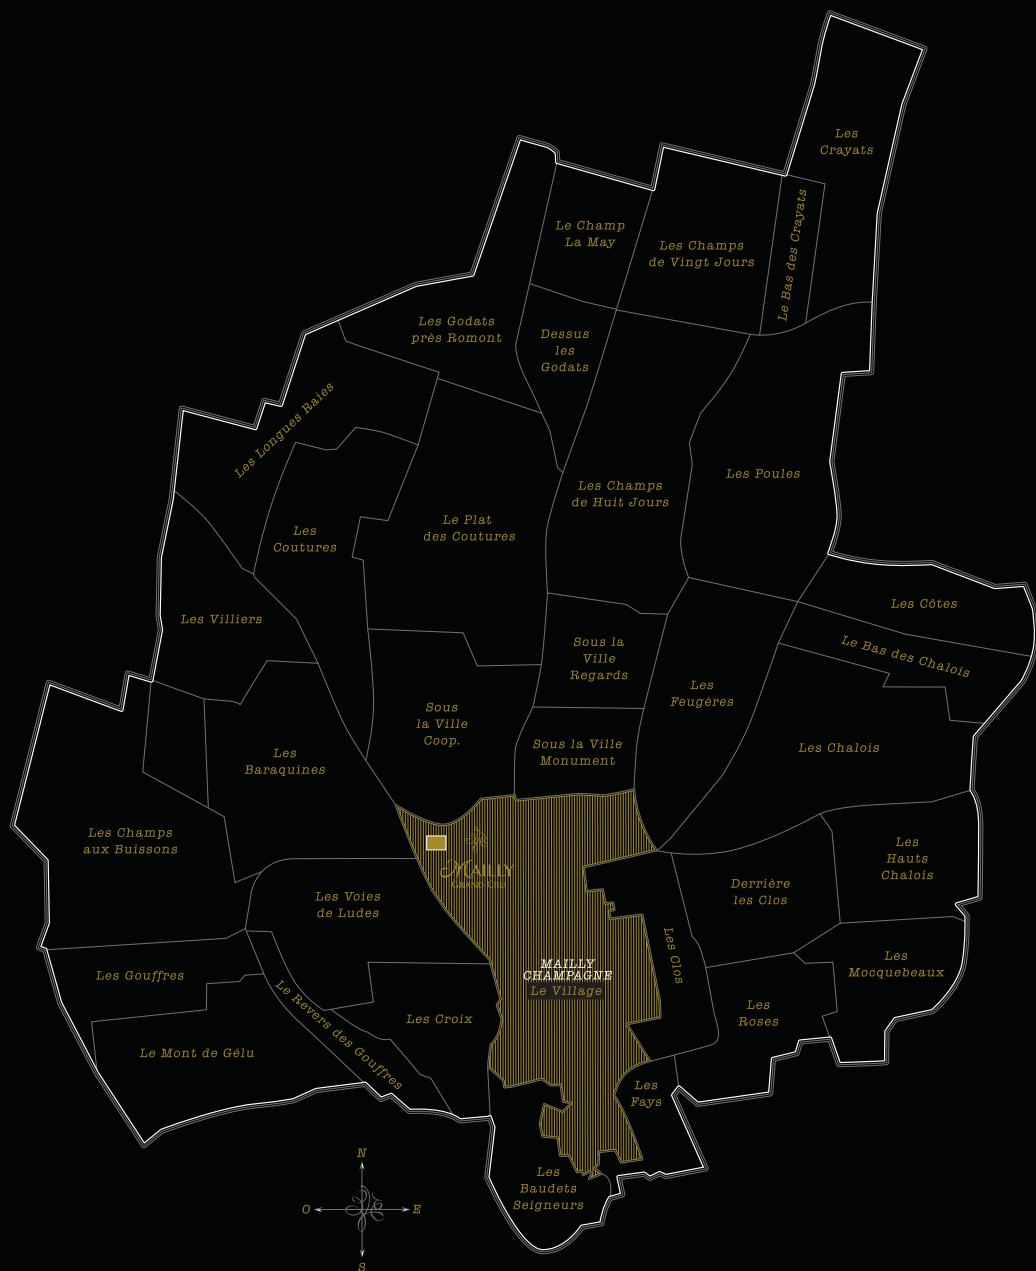 Les
Crayats
Le Champ
La May
Les Champs
de Vingt Jours
Le Bas des Crayats
Les Godats
près Romont
Dessus
les
Godats
Les Longues Raies
Les Poules
Les Champs
de Huit Jours
Le Plat
des Coutures
Les
Coutures
Les Côtes
Les Villiers
Le Bas des Chalois
Sous la
Ville
Regards
Les
Feugères
Sous
la Ville
Coop.
Sous la Ville
Monument
Les Chalois
Les
Baraquines
Les Champs
aux Buissons
Les
Hauts
Chalois
MAILLY
GRAND CRU
Derrière
les Clos
Les Voies
de Ludes
Les Clos
Les
Mocquebeaux
MAILLY
CHAMPAGNE
Le Village
Les Gouffres
Les Croix
Les
Roses
Le Revers des Gouffres
Le Mont de Gélu
Les
Fays
Les
Baudets
Seigneurs
N
O
E
S